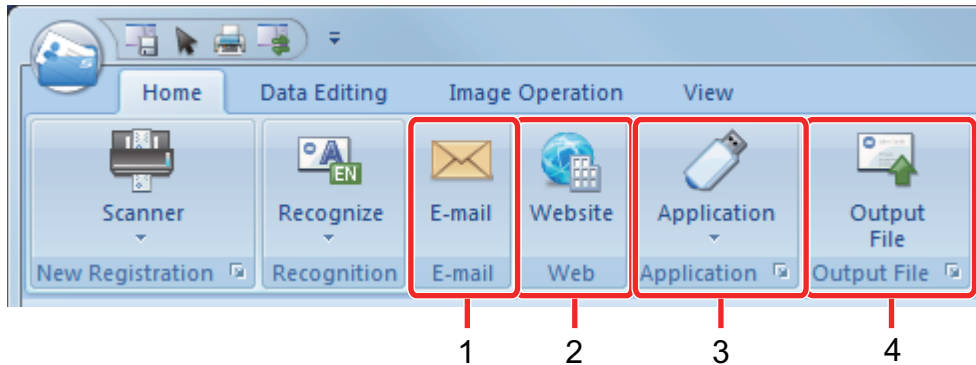 Home Data Editing Image Operation View
Scanner Recognize E-mail Website Application Output
File
EN
New Registration Recognition E-mail Web Application Output File
1 2 3 4